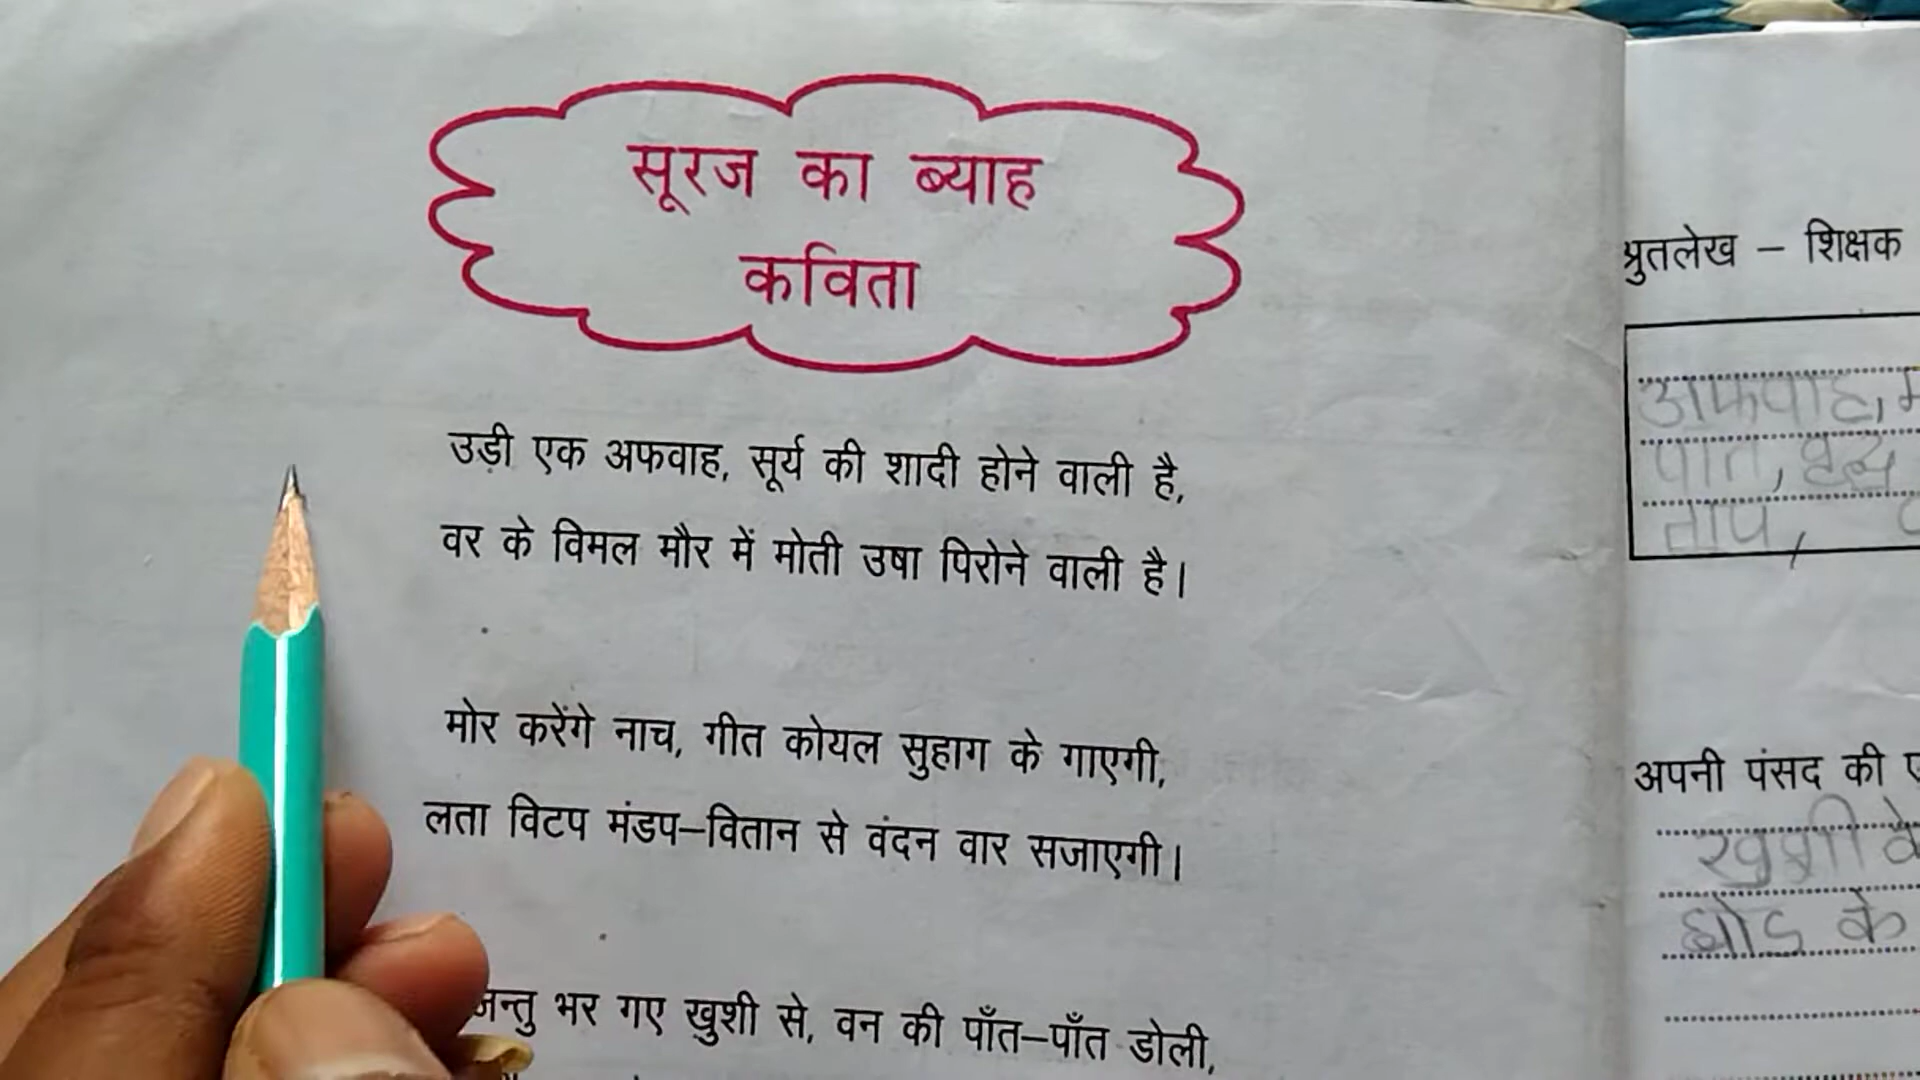 सूरज का ब्याह
कविता
उड़ी एक अफवाह, सूर्य की शादी होने वाली है,
वर के विमल मौर में मोती उषा पिरोने वाली है।
मोर करेंगे नाच, गीत कोयल सुहाग के गाएगी,
लता विटप मंडप–वितान से वंदन वार सजाएगी।
जन्तु भर गए खुशी से, वन की पाँत–पाँत डोली,
श्रुतलेख – शिक्षक
अफवाह,
पात,
ताप,
अपनी पंसद की
खुशी के
के